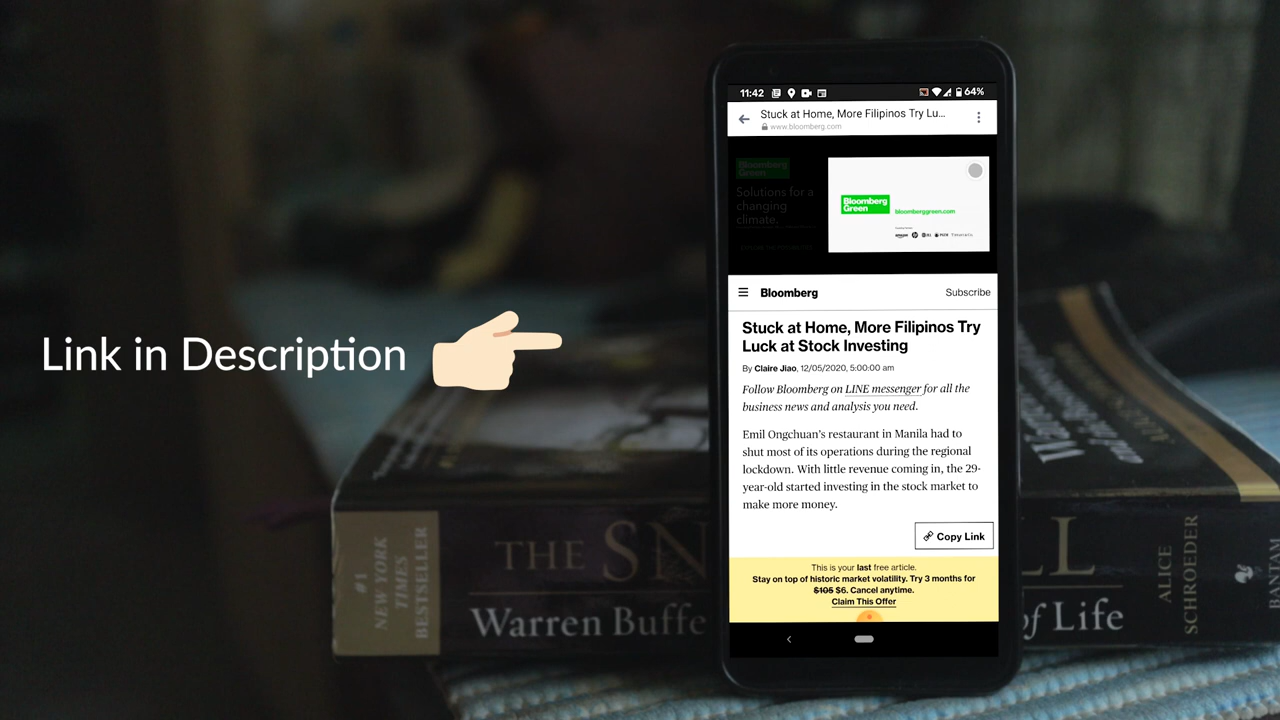 Link in Description
11:42
64%
Stuck at Home, More Filipinos Try Lu...
www.bloomberg.com
Bloomberg
Green
Solutions for a
changing
climate.
Bloomberg
Green
bloomberggreen.com
amazon
Bloomberg
Subscribe
Stuck at Home, More Filipinos Try
Luck at Stock Investing
By Claire Jiao, 12/05/2020, 5:00:00 am
Follow Bloomberg on LINE messenger for all the
business news and analysis you need.
Emil Ongchuan's restaurant in Manila had to
shut most of its operations during the regional
lockdown. With little revenue coming in, the 29-
year-old started investing in the stock market to
make more money.
Copy Link
This is your last free article.
Stay on top of historic market volatility. Try 3 months for
$105 $6. Cancel anytime.
Claim This Offer
#1
NEW YORK
TIMES
BESTSELLER
THE SN
LL
Warren Buffe
of Life
ALICE
SCHROEDER
BANTAM